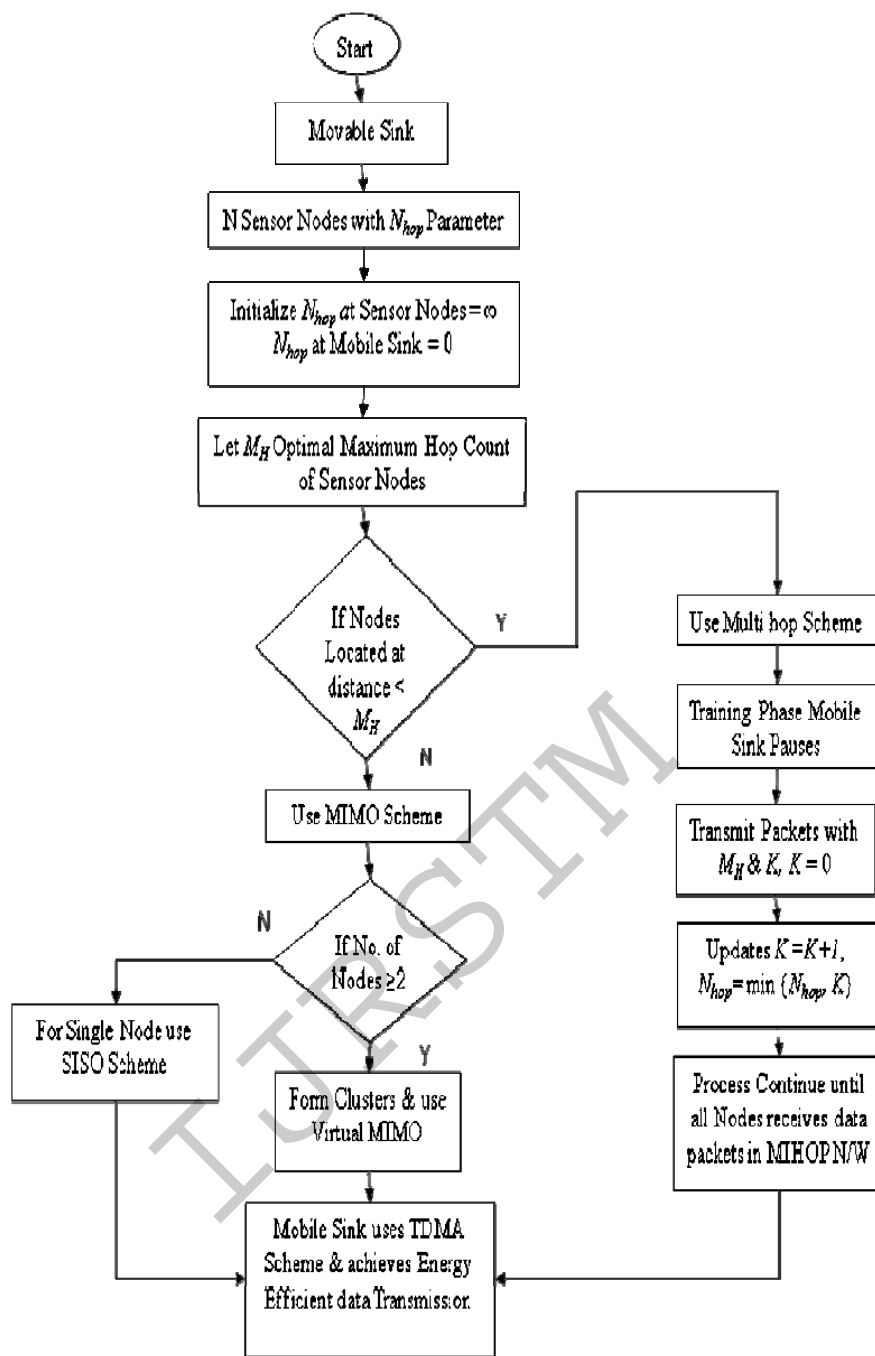 Start
Movable Sink
N Sensor Nodes with N_hop Parameter
Initialize N_hop at Sensor Nodes = ∞
N_hop at Mobile Sink = 0
Let M_H Optimal Maximum Hop Count
of Sensor Nodes
If Nodes
Located at
distance <
M_H
Y
N
Use Multi hop Scheme
Training Phase Mobile
Sink Pauses
Transmit Packets with
M_H & K, K = 0
Updates K =K+1,
N_hop=min {N_hop, K}
Process Continue until
all Nodes receives data
packets in MIHOP N/W
Use MIMO Scheme
If No. of
Nodes ≥2
N
Y
For Single Node use
SISO Scheme
Form Clusters & use
Virtual MIMO
Mobile Sink uses TDMA
Scheme & achieves Energy
Efficient data Transmission
IJRSTM